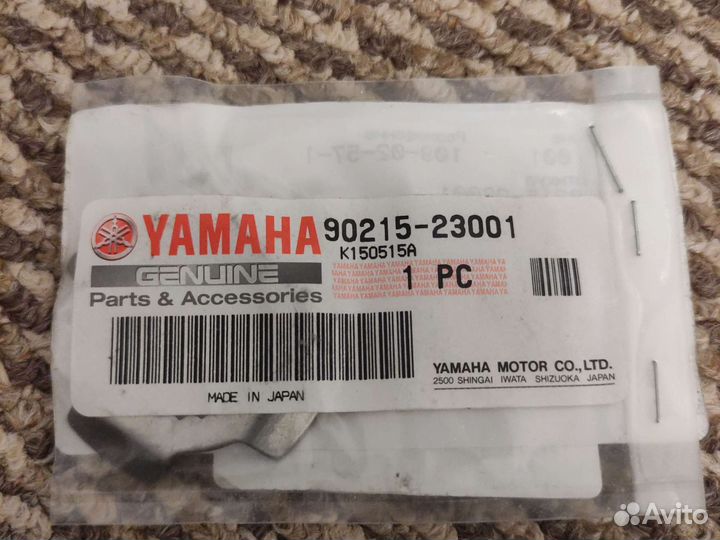 YAMAHA 90215-23001
K150515A
GENUINE
Parts & Accessories
1 PC
MADE IN JAPAN
YAMAHA MOTOR CO.,LTD.
2500 SHINGAI IWATA SHIZUOKA JAPAN
Avito